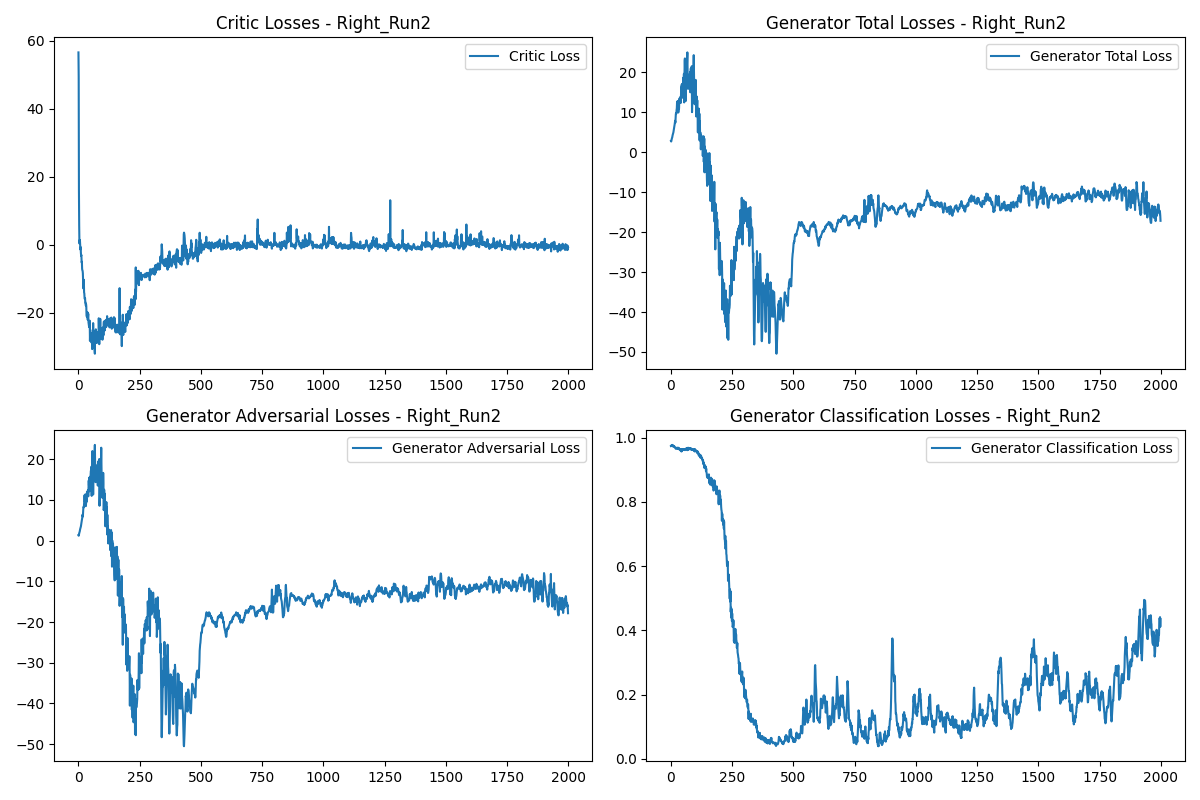 Critic Losses - Right_Run2
60
40
20
0
−20
0 250 500 750 1000 1250 1500 1750 2000
Critic Loss
Generator Total Losses - Right_Run2
20
10
0
−10
−20
−30
−40
−50
0 250 500 750 1000 1250 1500 1750 2000
Generator Total Loss
Generator Adversarial Losses - Right_Run2
20
10
0
−10
−20
−30
−40
−50
0 250 500 750 1000 1250 1500 1750 2000
Generator Adversarial Loss
Generator Classification Losses - Right_Run2
1.0
0.8
0.6
0.4
0.2
0.0
0 250 500 750 1000 1250 1500 1750 2000
Generator Classification Loss